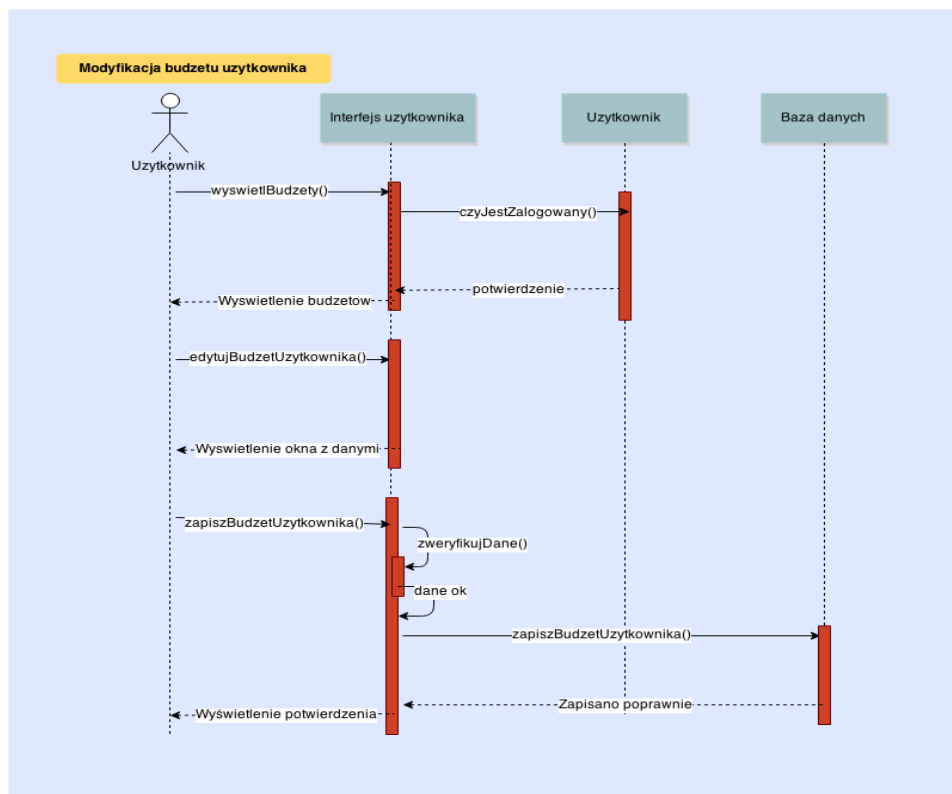 Modyfikacja budzetu uzytkownika
Interfejs uzytkownika
Uzytkownik
Baza danych
Uzytkownik
wyswietlBudzety()
czyJestZalogowany()
potwierdzenie
Wyswietlenie budzetow
edytujBudzetUzytkownika()
Wyswietlenie okna z danymi
zapiszBudzetUzytkownika()
zweryfikujDane()
dane ok
zapiszBudzetUzytkownika()
Zapisano poprawnie
Wyświetlenie potwierdzenia